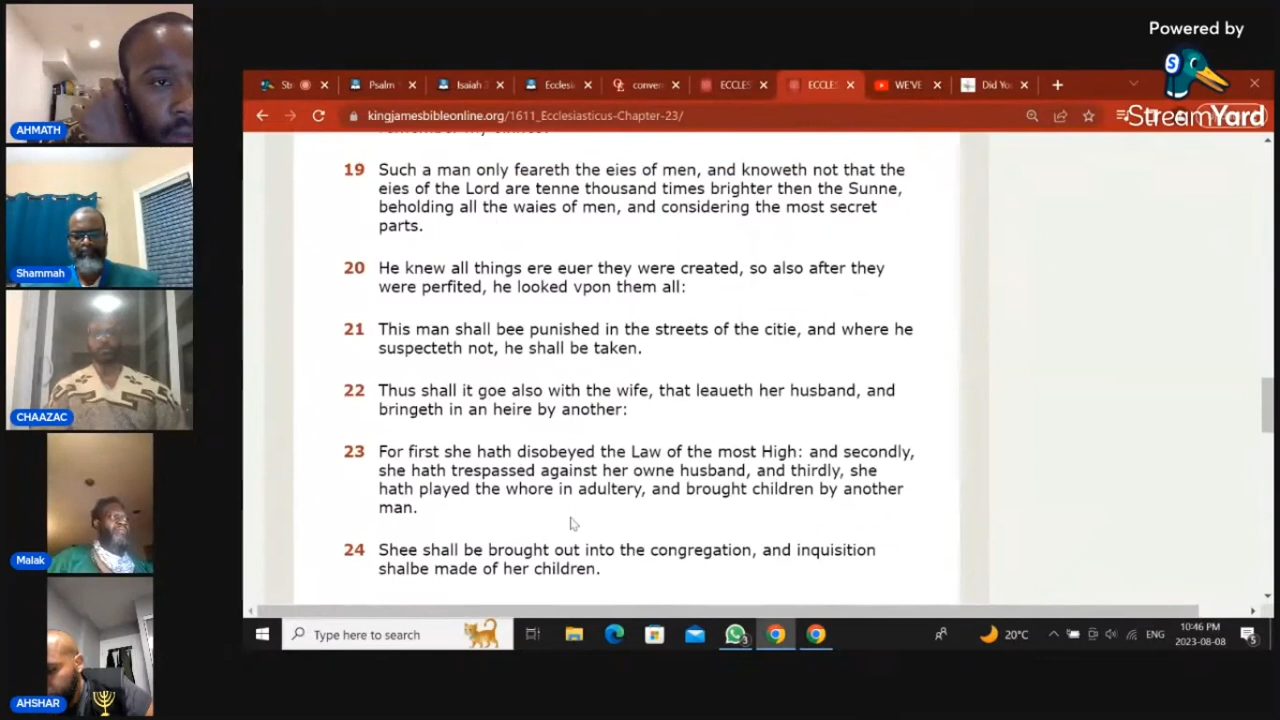 Powered by
StreamYard
AHMATH
Shammah
CHAAZAC
Malak
AHSHAR
Str
Psalm
Isaiah
Ecclesi
conver
ECCLES
ECCLE
WE'VE
Did Yo
kingjamesbibleonline.org/1611_Ecclesiasticus-Chapter-23/
19 Such a man only feareth the eies of men, and knoweth not that the
eies of the Lord are tenne thousand times brighter then the Sunne,
beholding all the waies of men, and considering the most secret
parts.
20 He knew all things ere euer they were created, so also after they
were perfited, he looked vpon them all:
21 This man shall bee punished in the streets of the citie, and where he
suspecteth not, he shall be taken.
22 Thus shall it goe also with the wife, that leaueth her husband, and
bringeth in an heire by another:
23 For first she hath disobeyed the Law of the most High: and secondly,
she hath trespassed against her owne husband, and thirdly, she
hath played the whore in adultery, and brought children by another
man.
24 Shee shall be brought out into the congregation, and inquisition
shalbe made of her children.
Type here to search
20°C
ENG
10:46 PM
2023-08-08